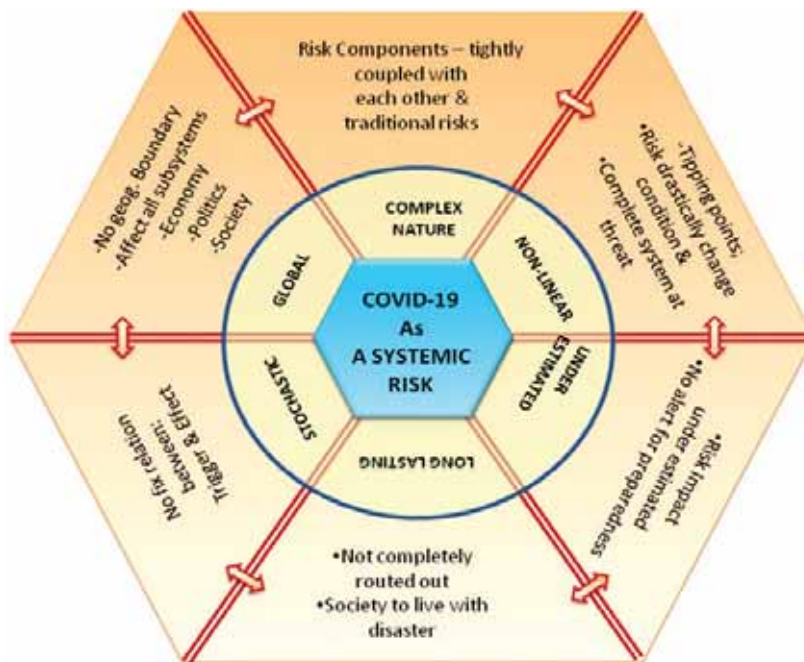 COVID-19
As
A SYSTEMIC
RISK
COMPLEX
NATURE
NON-LINEAR
UNDER
ESTIMATED
LONG LASTING
STOCHASTIC
GLOBAL
Risk Components – tightly
coupled with
each other &
traditional risks
-Tipping points;
•Risk drastically change
condition &
•Complete system at
threat
•Risk Impact
under estimated
•No alert for preparedness
•Not completely
routed out
•Society to live with
disaster
No fix relation
between:
Trigger & Effect
-No geog. Boundary
-Affect all subsystems
-Economy
-Politics
-Society